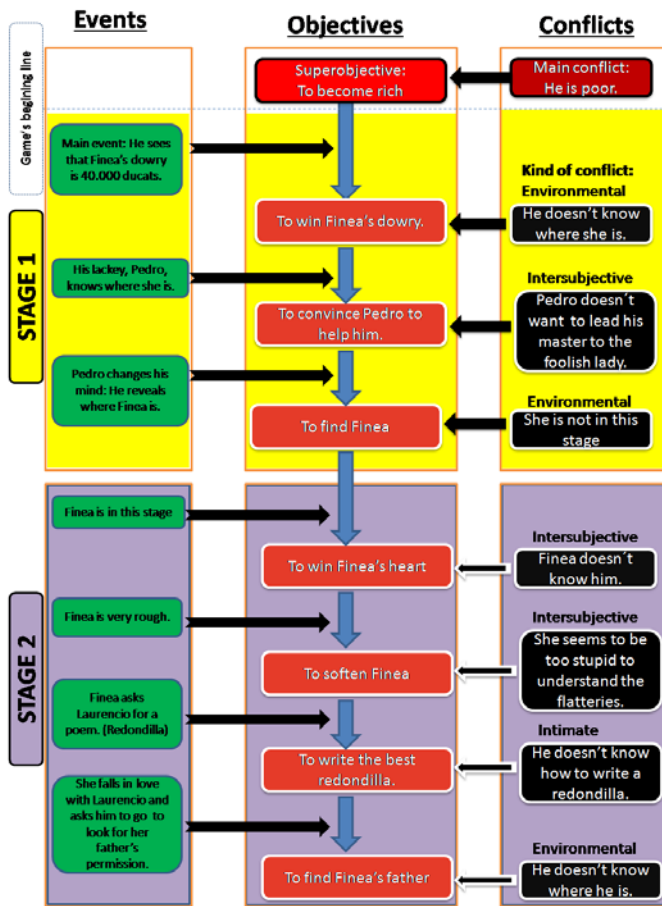 Events
Objectives
Conflicts
Game's begining line
Superobjective:
To become rich
Main conflict:
He is poor.
Main event: He sees
that Finea's dowry
is 40.000 ducats.
Kind of conflict:
Environmental
To win Finea's dowry.
He doesn't know
where she is.
STAGE 1
His lackey, Pedro,
knows where she is.
Intersubjective
To convince Pedro to
help him.
Pedro doesn´t
want to lead his
master to the
foolish lady.
Pedro changes his
mind: He reveals
where Finea is.
Environmental
To find Finea
She is not in this
stage
STAGE 2
Finea is in this stage
Intersubjective
To win Finea's heart
Finea doesn´t
know him.
Finea is very rough.
Intersubjective
To soften Finea
She seems to be
too stupid to
understand the
flatteries.
Finea asks
Laurencio for a
poem. (Redondilla)
Intimate
To write the best
redondilla.
He doesn't know
how to write a
redondilla.
She falls in love
with Laurencio and
asks him to go to
look for her
father's
permission.
Environmental
To find Finea's father
He doesn't know
where he is.